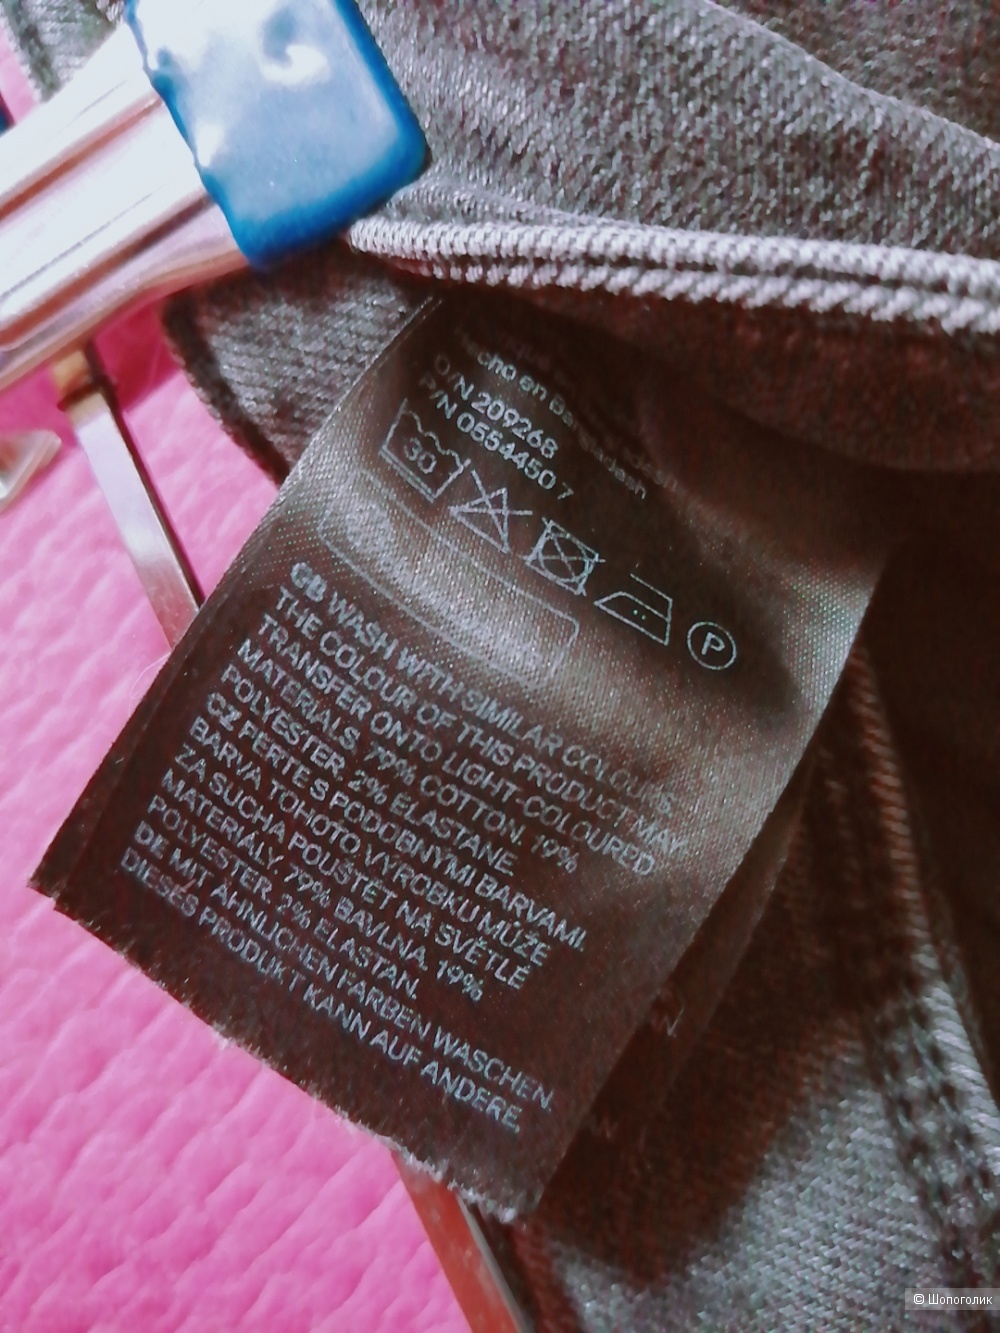 Hecho en Bangladesh
O/N 209268
P/N 0554450 7
30
P
GB WASH WITH SIMILAR COLOURS.
THE COLOUR OF THIS PRODUCT MAY
TRANSFER ONTO LIGHT-COLOURED
MATERIALS. 79% COTTON, 19%
POLYESTER, 2% ELASTANE.
CZ PERTE S PODOBNÝMI BARVAMI.
BARVA TOHOTO VÝROBKU MŮŽE
ZA SUCHA POUŠTĚT NA SVĚTLÉ
MATERIÁLY. 79% BAVLNA, 19%
POLYESTER, 2% ELASTAN.
DE MIT ÄHNLICHEN FARBEN WASCHEN.
DIESES PRODUKT KANN AUF ANDERE,
© Шопоголик